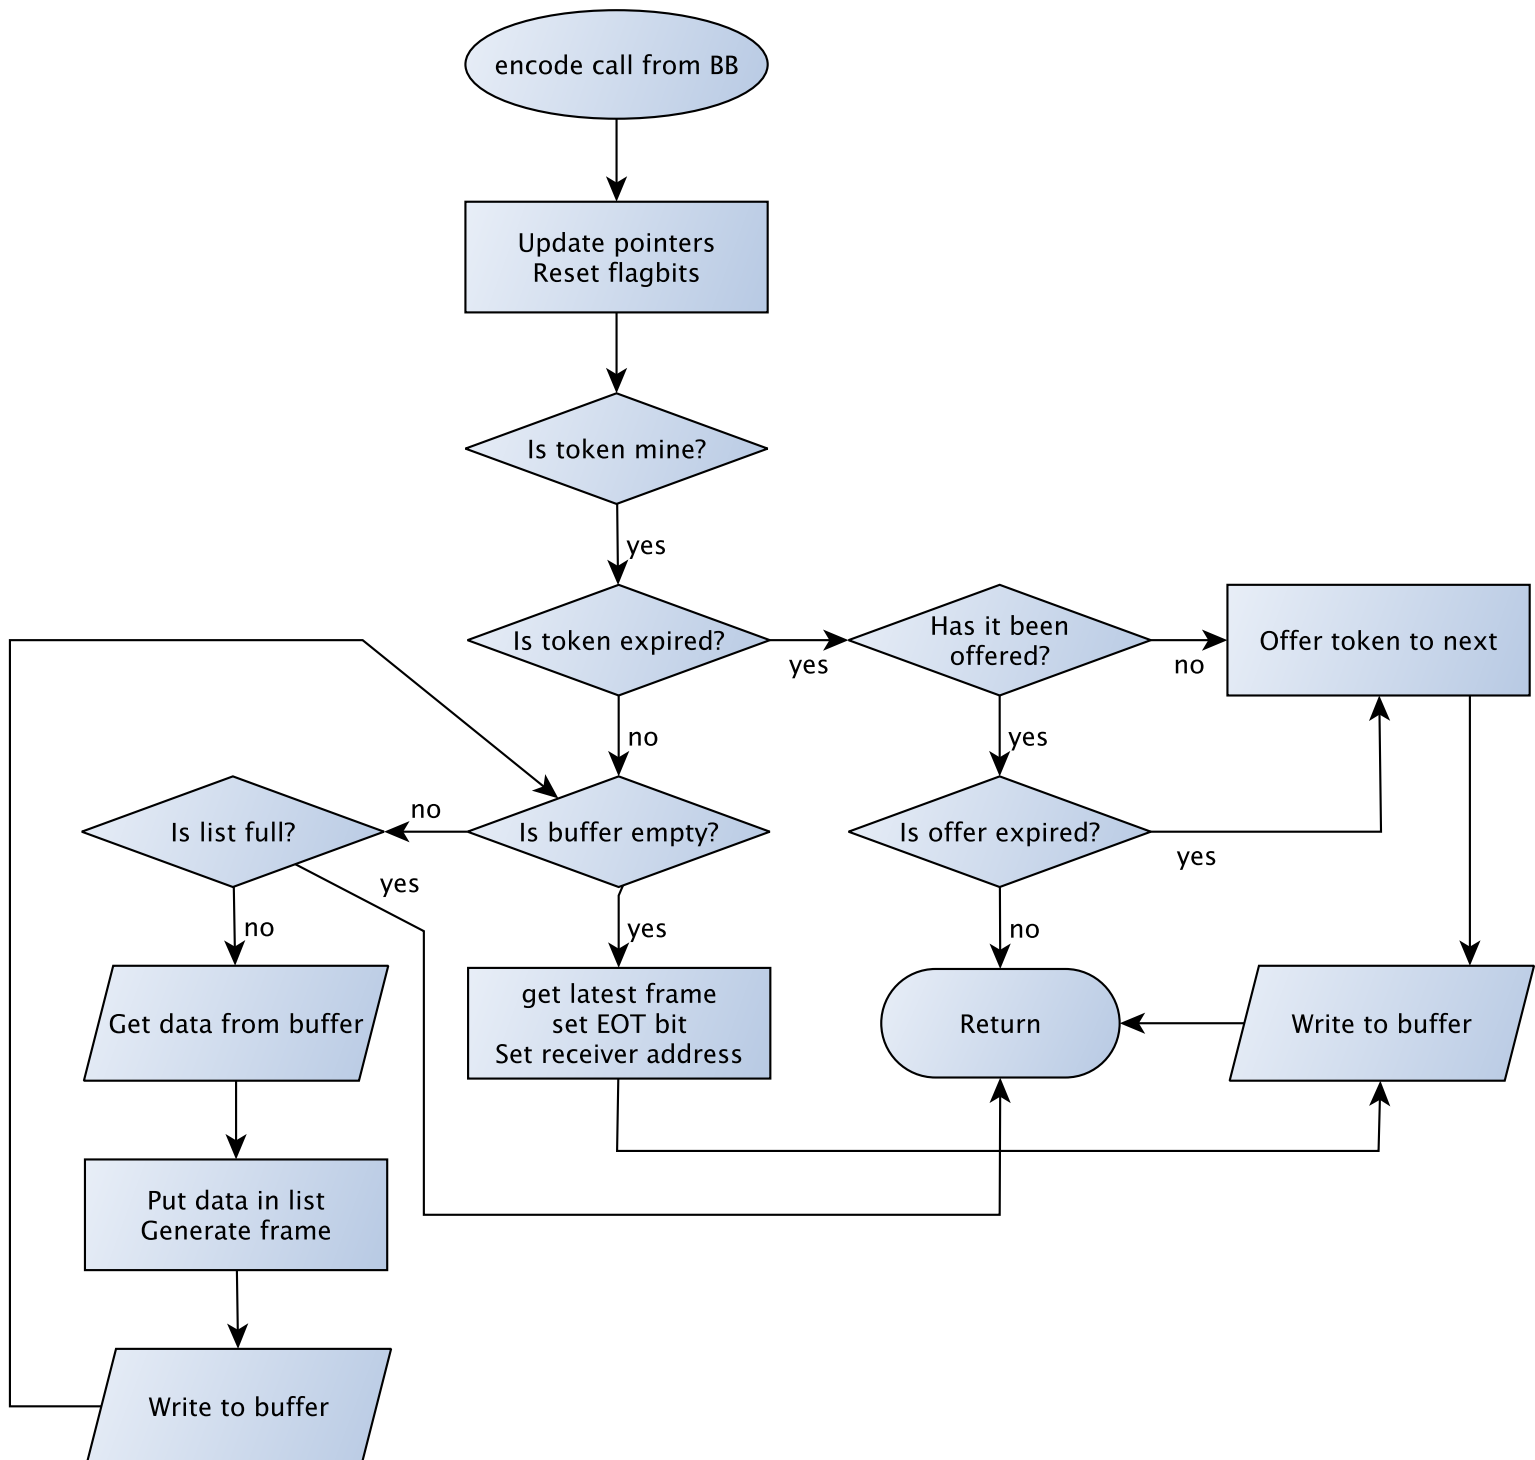 encode call from BB
Update pointers
Reset flagbits
Is token mine?
yes
Is token expired?
yes
Has it been
offered?
no
Offer token to next
no
yes
Is list full?
no
Is buffer empty?
Is offer expired?
yes
yes
no
yes
no
Get data from buffer
get latest frame
set EOT bit
Set receiver address
Return
Write to buffer
Put data in list
Generate frame
Write to buffer